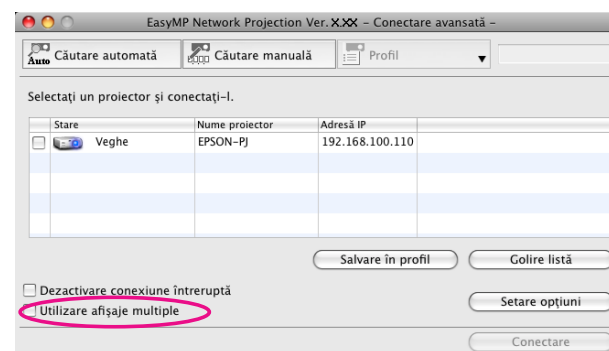 EasyMP Network Projection Ver. X.XX – Conectare avansată –
Auto Căutare automată Căutare manuală Profil
Selectați un proiector și conectați-l.
Stare Nume proiector Adresă IP
Veghe EPSON-PJ 192.168.100.110
Salvare în profil Golire listă
Dezactivare conexiune întreruptă
Utilizare afișaje multiple Setare opțiuni
Conectare